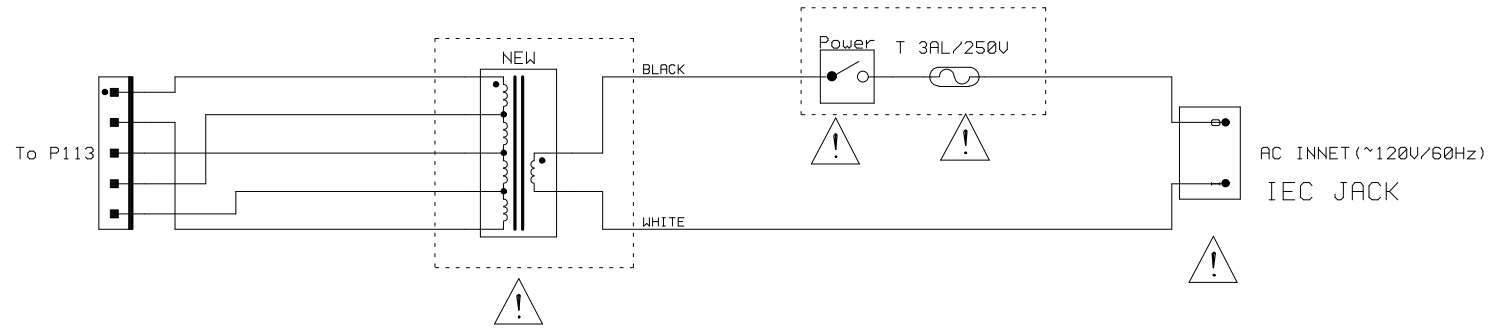 Power
T 3AL/250V
NEW
BLACK
To P113
AC INNET(~120V/60Hz)
IEC JACK
WHITE
!
!
!
!